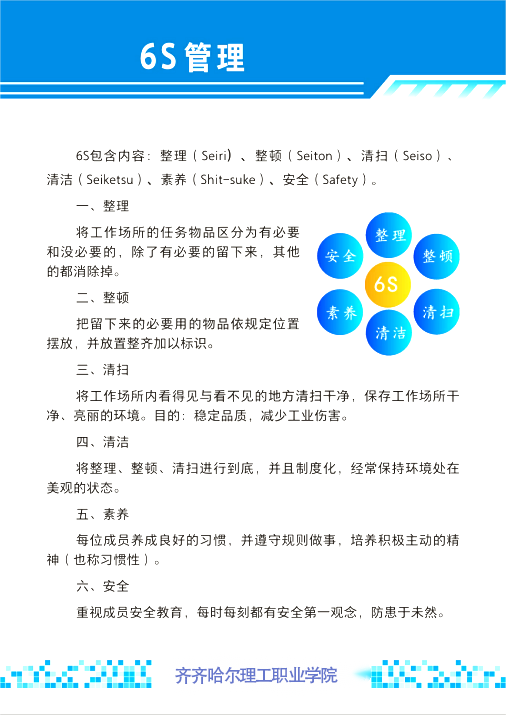 6S管理
6S包含内容：整理（Seiri）、整顿（Seiton）、清扫（Seiso）、
清洁（Seiketsu）、素养（Shit-suke）、安全（Safety）。
一、整理
将工作场所的任务物品区分为有必要
和没必要的，除了有必要的留下来，其他
的都消除掉。
二、整顿
把留下来的必要用的物品依规定位置
摆放，并放置整齐加以标识。
整理
安全
整顿
6S
素养
清扫
清洁
三、清扫
将工作场所内看得见与看不见的地方清扫干净，保存工作场所干
净、亮丽的环境。目的：稳定品质，减少工业伤害。
四、清洁
将整理、整顿、清扫进行到底，并且制度化，经常保持环境处在
美观的状态。
五、素养
每位成员养成良好的习惯，并遵守规则做事，培养积极主动的精
神（也称习惯性）。
六、安全
重视成员安全教育，每时每刻都有安全第一观念，防患于未然。
齐齐哈尔理工职业学院